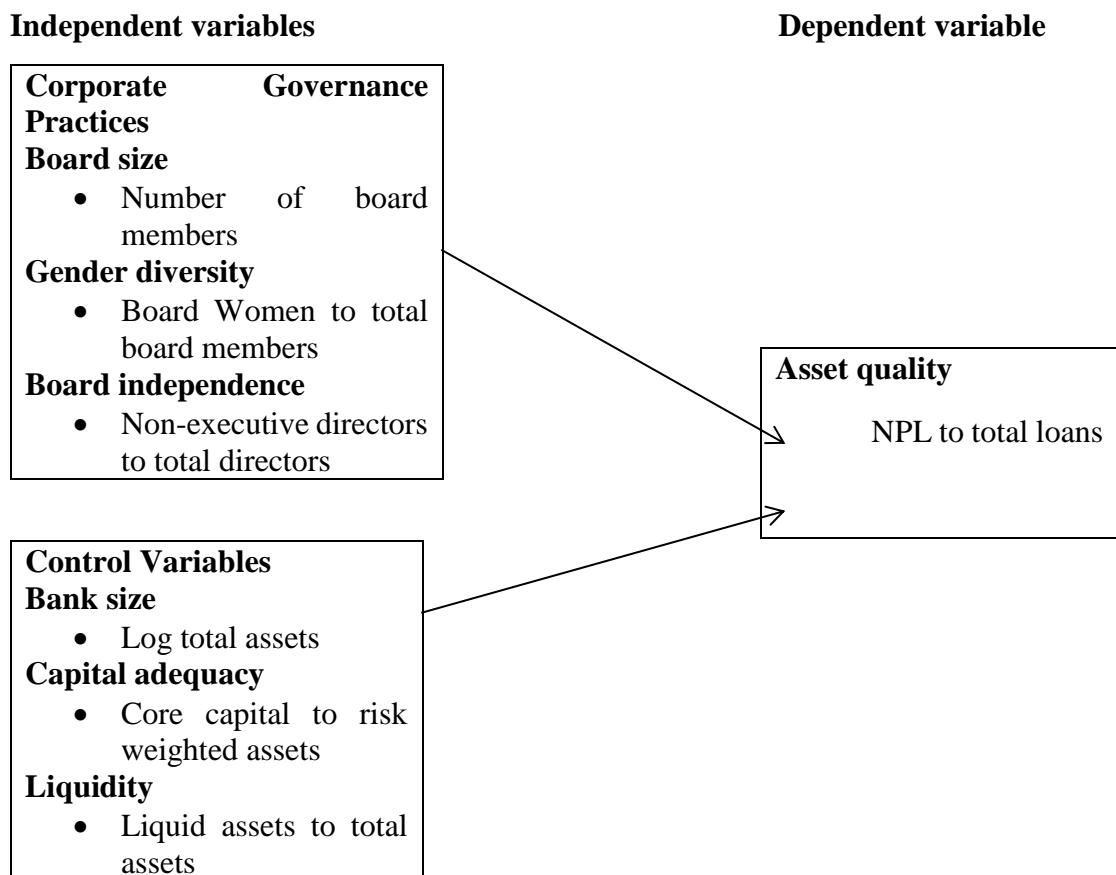 Independent variables
Dependent variable
Corporate Governance
Practices
Board size
• Number of board
members
Gender diversity
• Board Women to total
board members
Board independence
• Non-executive directors
to total directors
Asset quality
NPL to total loans
Control Variables
Bank size
• Log total assets
Capital adequacy
• Core capital to risk
weighted assets
Liquidity
• Liquid assets to total
assets